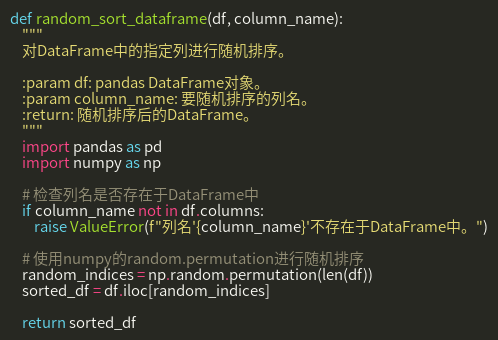 def random_sort_dataframe(df, column_name):
"""
对DataFrame中的指定列进行随机排序。
:param df: pandas DataFrame对象。
:param column_name: 要随机排序的列名。
:return: 随机排序后的DataFrame。
"""
import pandas as pd
import numpy as np
# 检查列名是否存在于DataFrame中
if column_name not in df.columns:
raise ValueError(f"列名'{column_name}'不存在于DataFrame中。")
# 使用numpy的random.permutation进行随机排序
random_indices = np.random.permutation(len(df))
sorted_df = df.iloc[random_indices]
return sorted_df